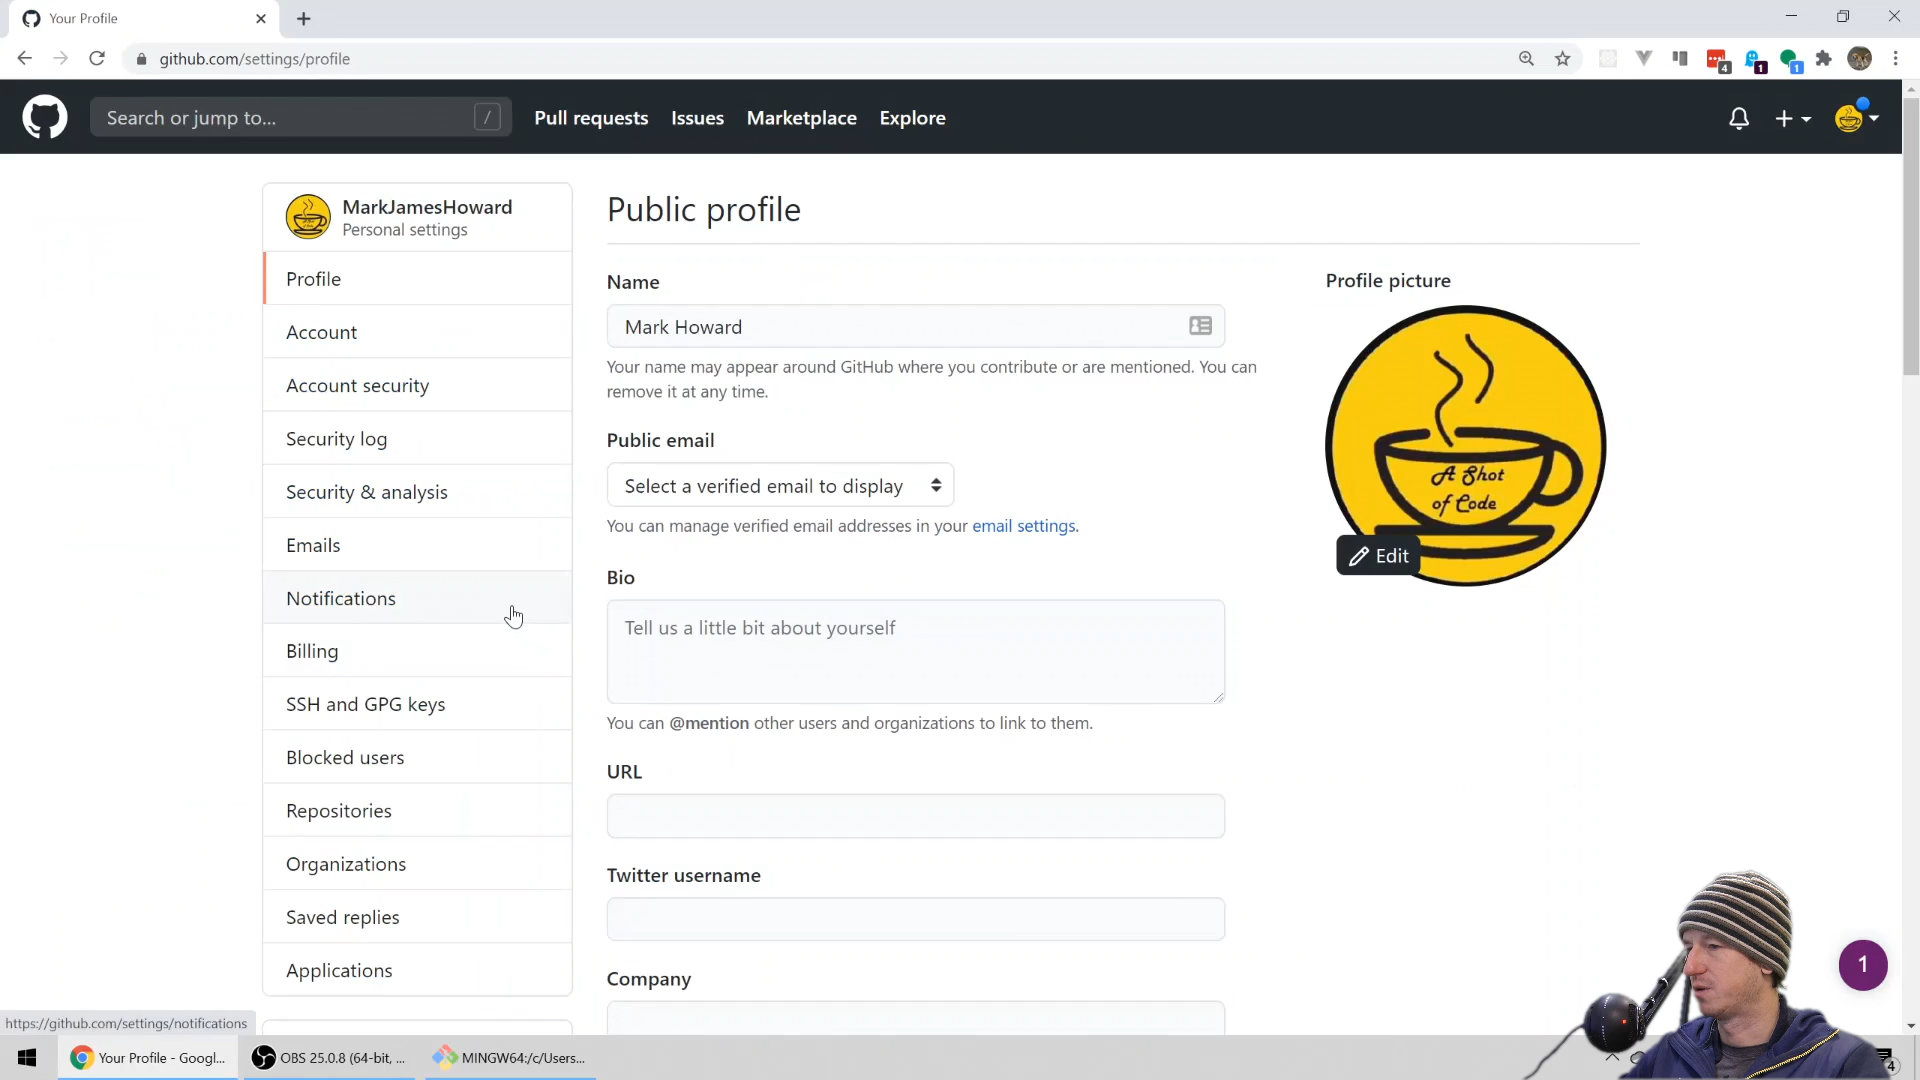 Your Profile
github.com/settings/profile
4
1
1
Search or jump to...
/
Pull requests
Issues
Marketplace
Explore
MarkJamesHoward
Personal settings
Profile
Account
Account security
Security log
Security & analysis
Emails
Notifications
Billing
SSH and GPG keys
Blocked users
Repositories
Organizations
Saved replies
Applications
Public profile
Name
Mark Howard
Your name may appear around GitHub where you contribute or are mentioned. You can
remove it at any time.
Public email
Select a verified email to display
You can manage verified email addresses in your email settings.
Bio
Tell us a little bit about yourself
You can @mention other users and organizations to link to them.
URL
Twitter username
Company
Profile picture
A Shot
of Code
Edit
1
https://github.com/settings/notifications
Your Profile - Googl...
OBS 25.0.8 (64-bit, ...
MINGW64:/c/Users...
4